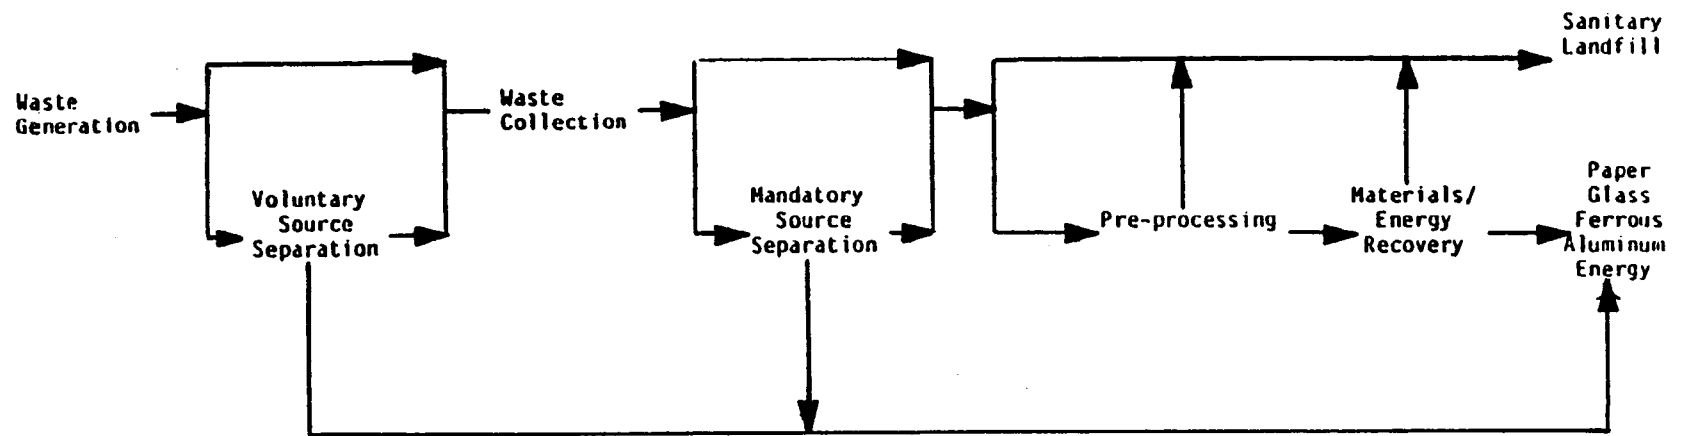 Sanitary
Landfill
Waste
Generation
Waste
Collection
Voluntary
Source
Separation
Mandatory
Source
Separation
Pre-processing
Materials/
Energy
Recovery
Paper
Glass
Ferrous
Aluminum
Energy